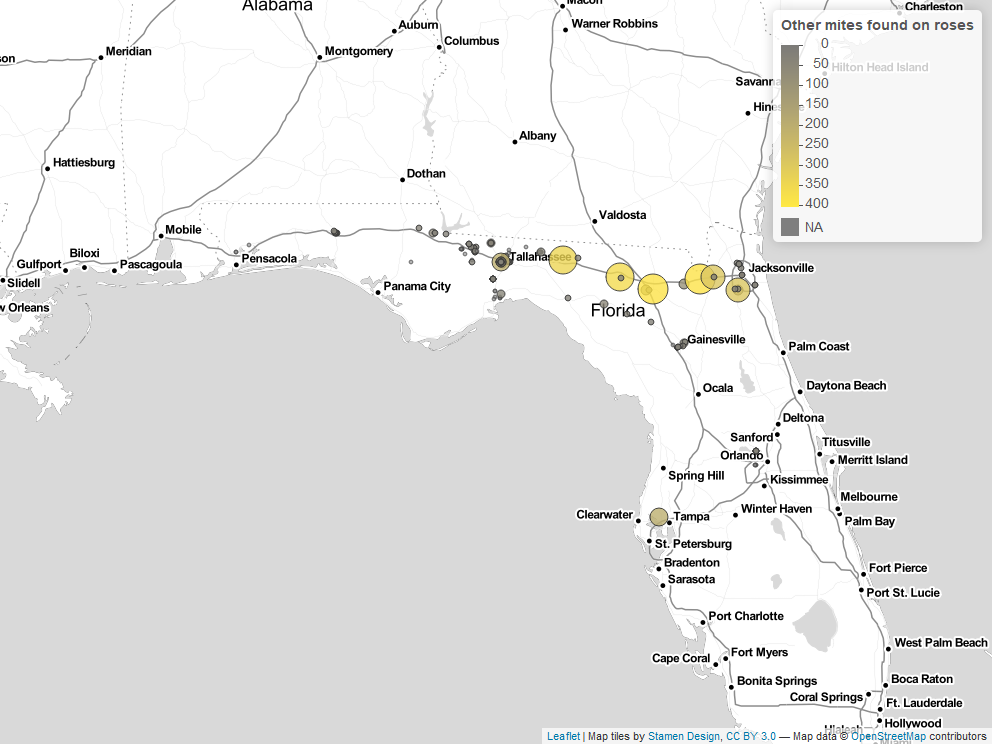 Alabama
Macon
Charleston
Warner Robbins
Auburn
Columbus
Other mites found on roses
0
50
100
150
200
250
300
350
400
NA
Meridian
Montgomery
Hilton Head Island
Albany
Hattiesburg
Dothan
Valdosta
Mobile
Biloxi
Gulfport
Pascagoula
Pensacola
Tallahassee
Jacksonville
Slidell
Panama City
w Orleans
Florida
Gainesville
Palm Coast
Ocala
Daytona Beach
Deltona
Sanford
Titusville
Orlando
Merritt Island
Spring Hill
Kissimmee
Melbourne
Clearwater
Tampa
Winter Haven
Palm Bay
St. Petersburg
Bradenton
Fort Pierce
Sarasota
Port St. Lucie
Port Charlotte
West Palm Beach
Cape Coral
Fort Myers
Bonita Springs
Boca Raton
Coral Springs
Ft. Lauderdale
Hollywood
Hialeah
Miami
Leaflet | Map tiles by Stamen Design, CC BY 3.0 — Map data © OpenStreetMap contributors